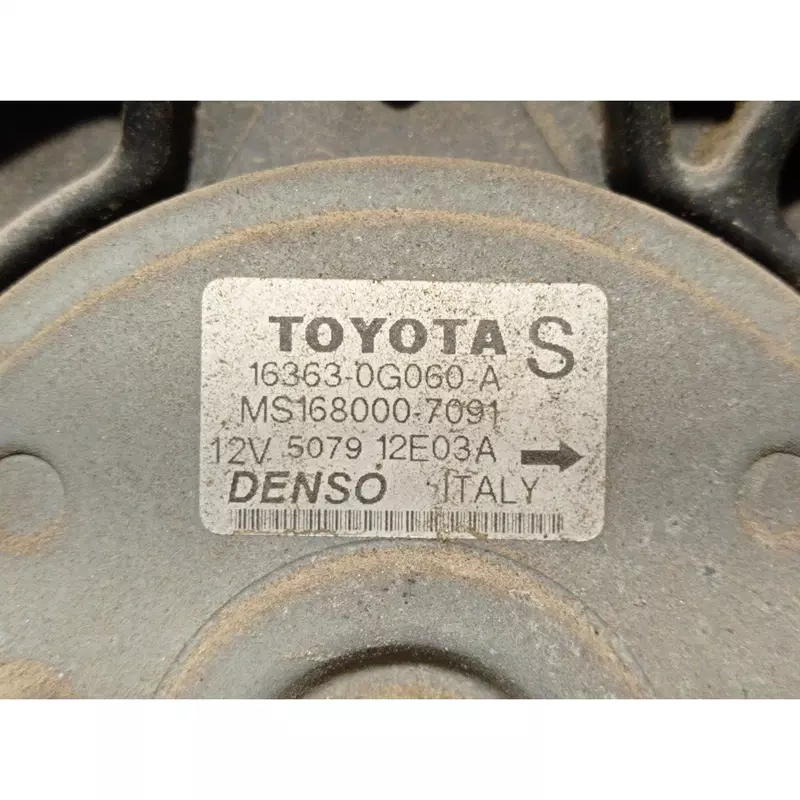 TOYOTA S
16363-0G060-A
MS168000-7091
12V 5079 12E03A
DENSO ITALY